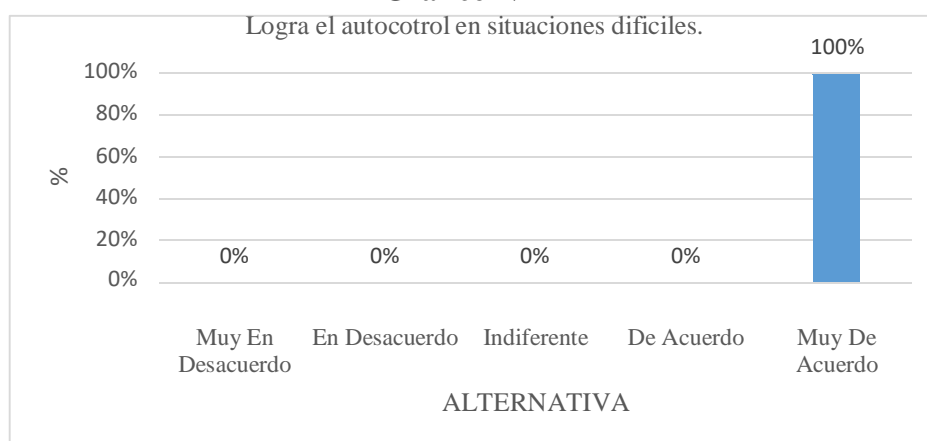 Logra el autocotrol en situaciones dificiles.
100%
100%
80%
60%
40%
20%
0%
%
0%
0%
0%
0%
Muy En Desacuerdo
En Desacuerdo
Indiferente
De Acuerdo
Muy De Acuerdo
ALTERNATIVA